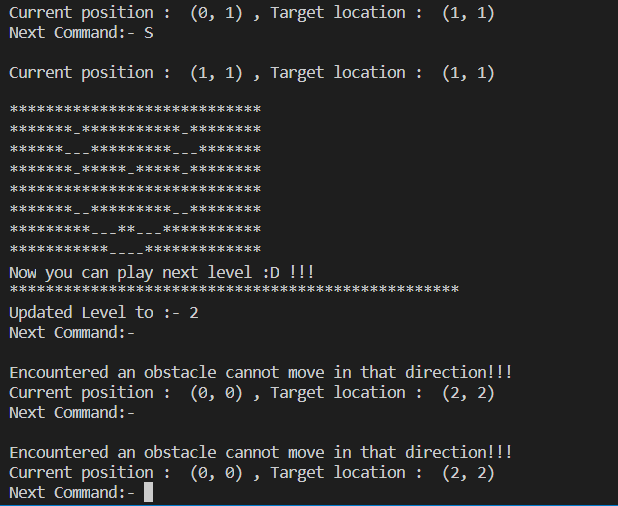 Current position :  (0, 1) , Target location :  (1, 1)
Next Command:- S
Current position :  (1, 1) , Target location :  (1, 1)
****************************
*******_***********_********
******___*********___*******
*******_*****_*****_********
****************************
*******__*********__********
*********___**___***********
***********____*************
Now you can play next level :D !!!
**************************************************
Updated Level to :- 2
Next Command:-
Encountered an obstacle cannot move in that direction!!!
Current position :  (0, 0) , Target location :  (2, 2)
Next Command:-
Encountered an obstacle cannot move in that direction!!!
Current position :  (0, 0) , Target location :  (2, 2)
Next Command:-